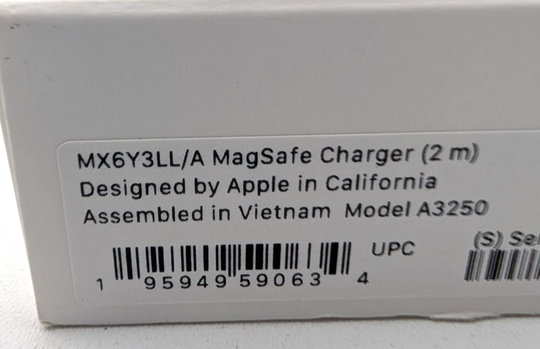 MX6Y3LL/A MagSafe Charger (2 m)
Designed by Apple in California
Assembled in Vietnam Model A3250
UPC
(S)
1 95949 59063 4